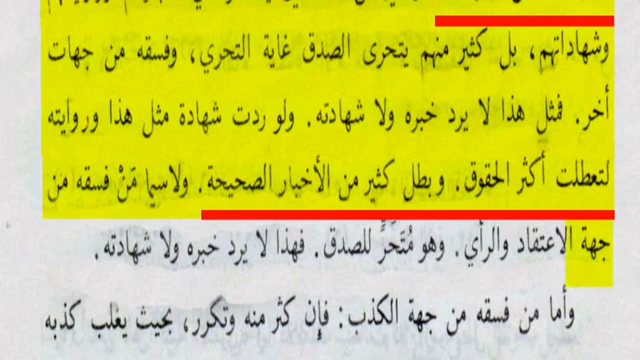 وشهاداتهم، بل كثير منهم يتحرى الصدق غاية التحري، وفسقه من جهات
أخر. فمثل هذا لا يرد خبره ولا شهادته. ولو ردت شهادة مثل هذا وروايته
لتعطلت أكثر الحقوق. وبطل كثير من الأخبار الصحيحة. ولاسيما مَنْ فسقه من
جهة الاعتقاد والرأي. وهو مُتَحَرٍّ للصدق. فهذا لا يرد خبره ولا شهادته.
وأما من فسقه من جهة الكذب: فإن كثر منه وتكرر، بحيث يغلب كذبه